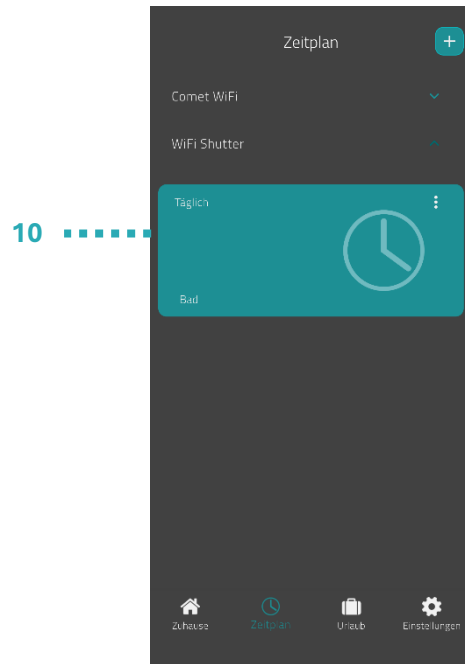 Zeitplan +
Comet WiFi
WiFi Shutter
Täglich
10
Bad
Zuhause Zeitplan Urlaub Einstellungen